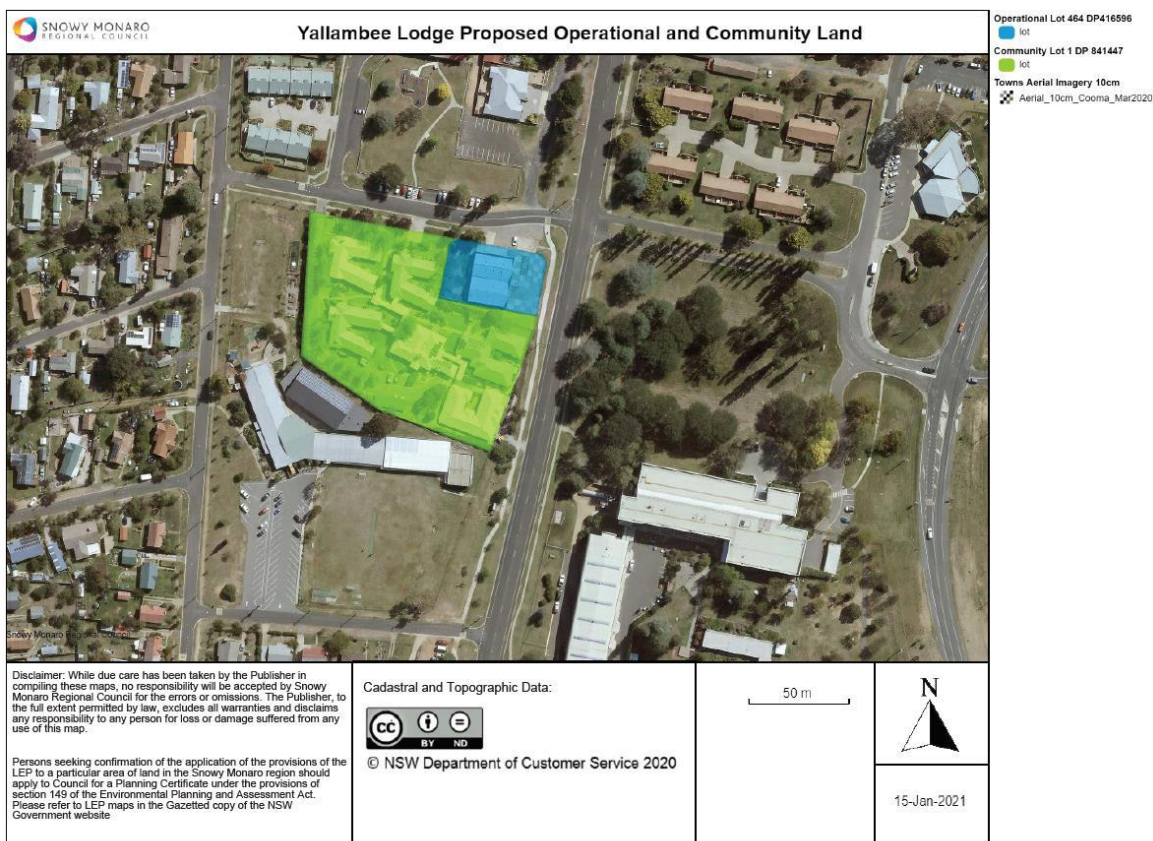 SNOWY MONARO
REGIONAL COUNCIL
Yallambee Lodge Proposed Operational and Community Land
Operational Lot 464 DP416596
lot
Community Lot 1 DP 841447
lot
Towns Aerial Imagery 10cm
Aerial_10cm_Cooma_Mar2020
Snowy Monaro Regional Council
Disclaimer: While due care has been taken by the Publisher in
compiling these maps, no responsibility will be accepted by Snowy
Monaro Regional Council for the errors or omissions. The Publisher, to
the full extent permitted by law, excludes all warranties and disclaims
any responsibility to any person for loss or damage suffered from any
use of this map.
Persons seeking confirmation of the application of the provisions of the
LEP to a particular area of land in the Snowy Monaro region should
apply to Council for a Planning Certificate under the provisions of
section 149 of the Environmental Planning and Assessment Act.
Please refer to LEP maps in the Gazetted copy of the NSW
Government website
Cadastral and Topographic Data:
cc
BY ND
© NSW Department of Customer Service 2020
50 m
N
15-Jan-2021